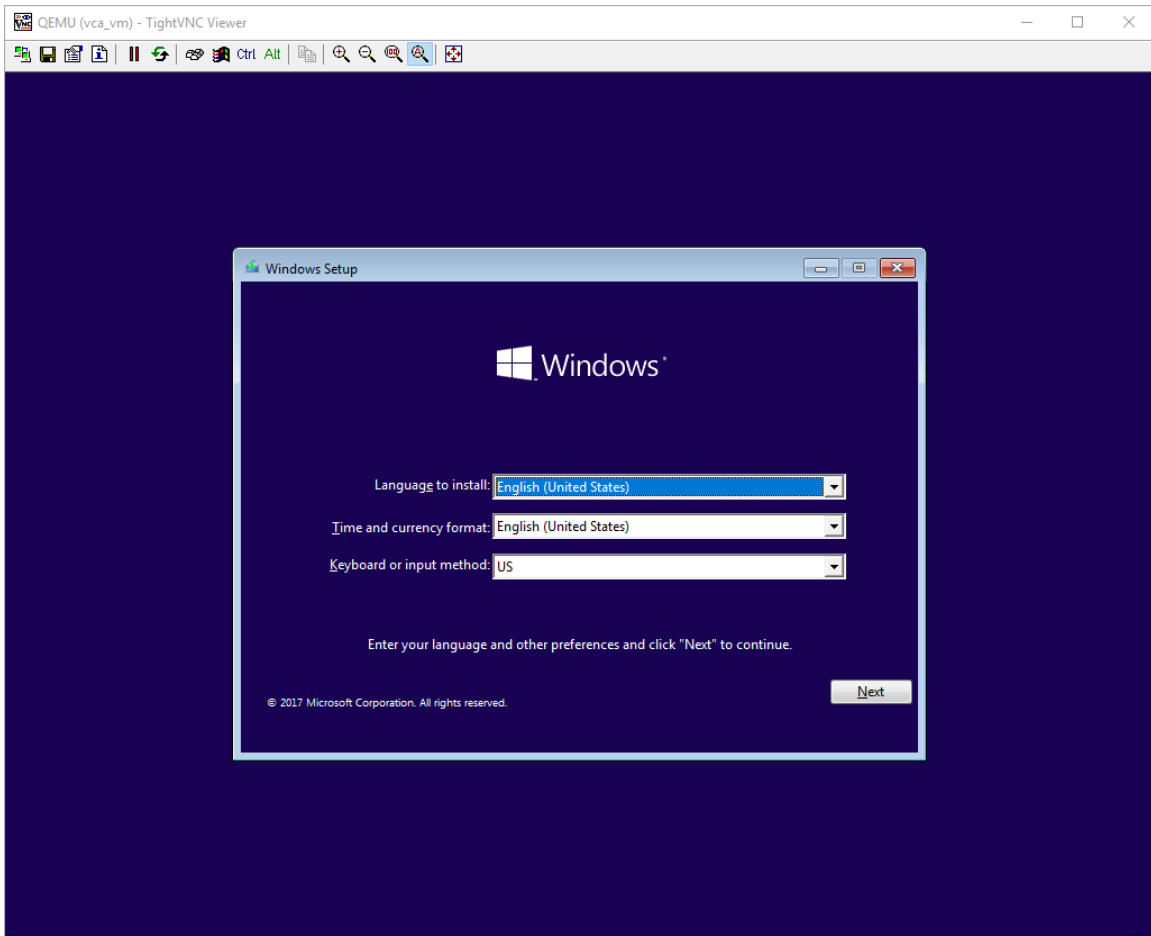 QEMU (vca_vm) - TightVNC Viewer
Ctrl Alt
Windows Setup
Windows
Language to install: English (United States)
Time and currency format: English (United States)
Keyboard or input method: US
Enter your language and other preferences and click "Next" to continue.
Next
© 2017 Microsoft Corporation. All rights reserved.